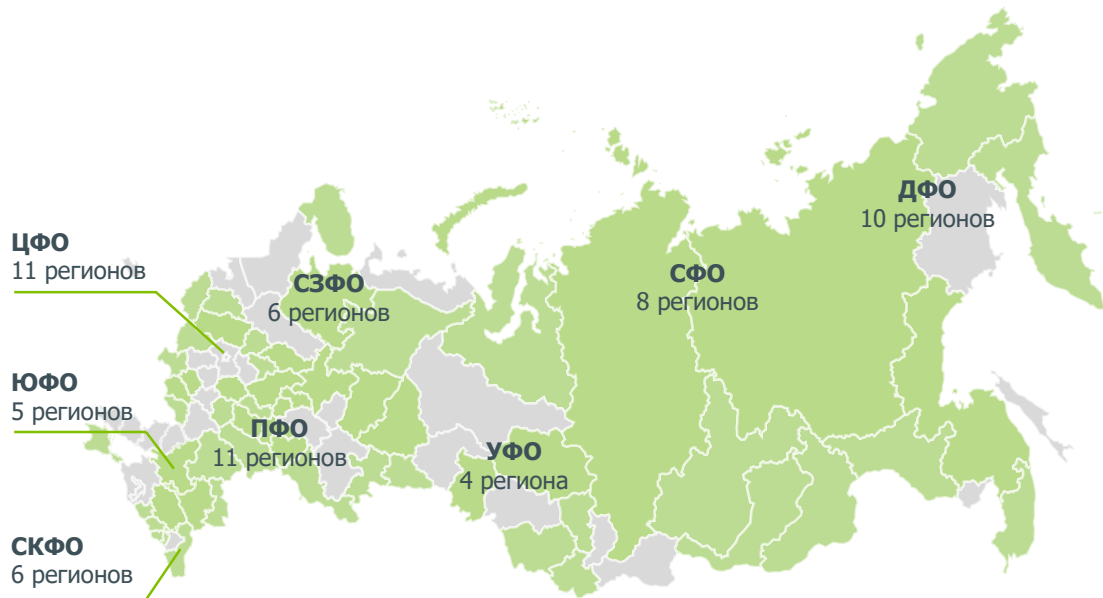 ЦФО
11 регионов
ЮФО
5 регионов
СКФО
6 регионов
СЗФО
6 регионов
ПФО
11 регионов
УФО
4 региона
СФО
8 регионов
ДФО
10 регионов